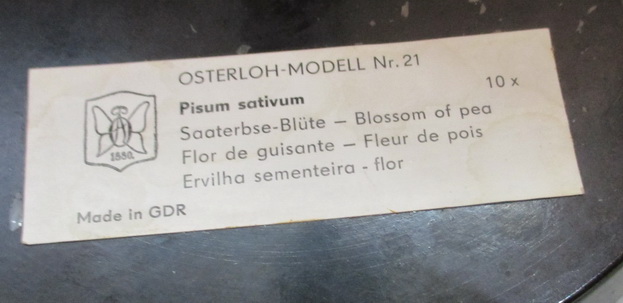 OSTERLOH-MODELL Nr. 21
10 x
Pisum sativum
Saaterbse-Blüte – Blossom of pea
Flor de guisante – Fleur de pois
Ervilha sementeira - flor
1880.
Made in GDR